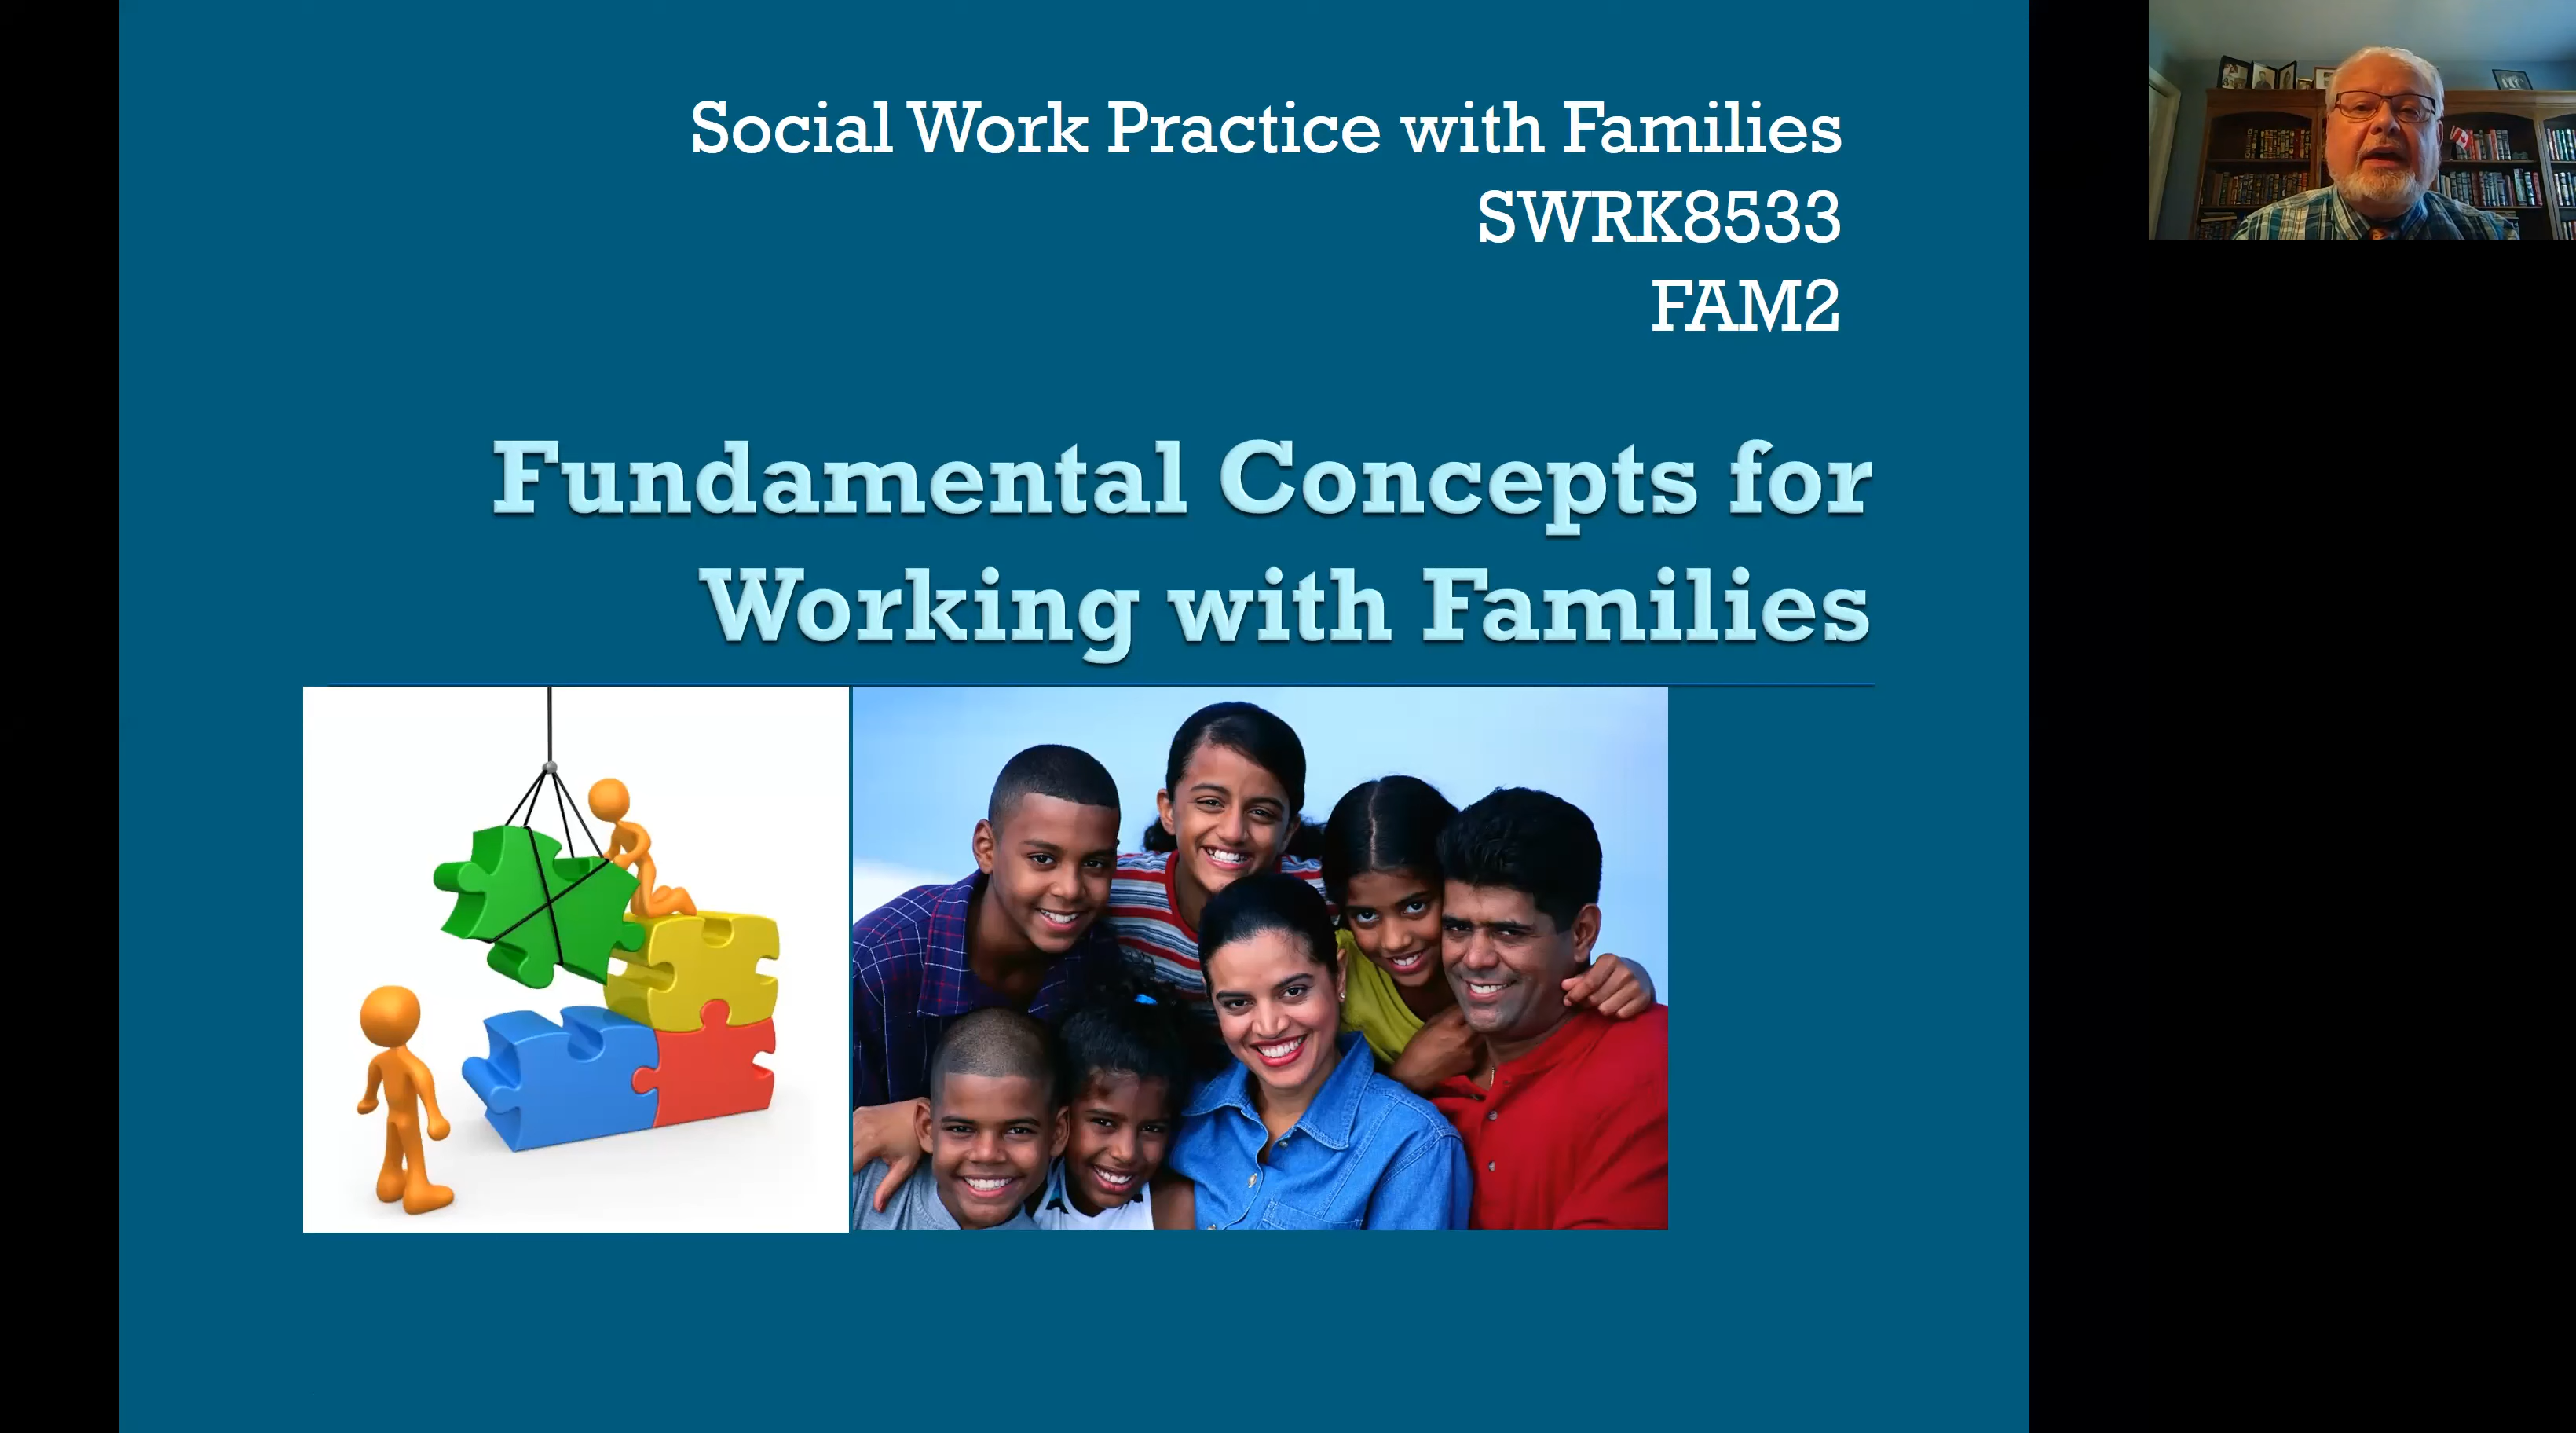 Social Work Practice with Families
SWRK8533
FAM2
Fundamental Concepts for
Working with Families